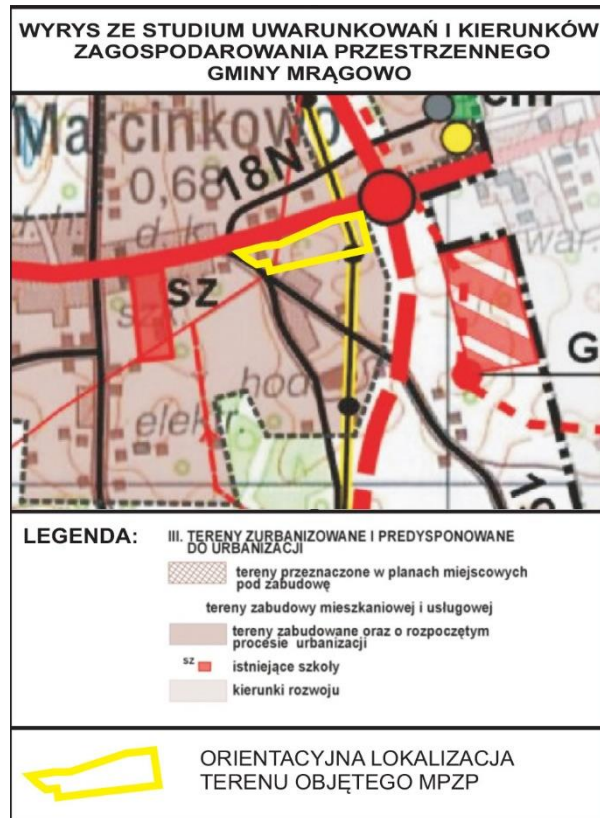 WYRYS ZE STUDIUM UWARUNKOWAŃ I KIERUNKÓW
ZAGOSPODAROWANIA PRZESTRZENNEGO
GMINY MRĄGOWO
Marcinkowo
0,68
18N
d. k.
SZ
G
hod
elektr.
LEGENDA:
III. TERENY ZURBANIZOWANE I PREDYSPONOWANE
DO URBANIZACJI
tereny przeznaczone w planach miejscowych
pod zabudowę
tereny zabudowy mieszkaniowej i usługowej
tereny zabudowane oraz o rozpoczętym
procesie urbanizacji
SZ
istniejące szkoły
kierunki rozwoju
ORIENTACYJNA LOKALIZACJA
TERENU OBJĘTEGO MPZP